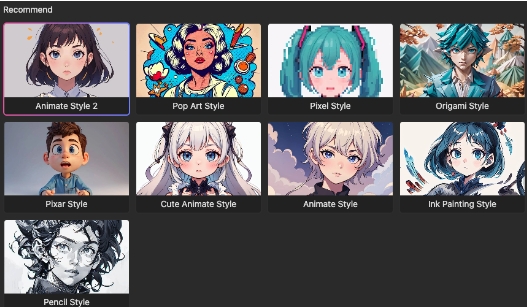 Recommend
Animate Style 2
Pop Art Style
Pixel Style
Origami Style
Pixar Style
Cute Animate Style
Animate Style
Ink Painting Style
Pencil Style